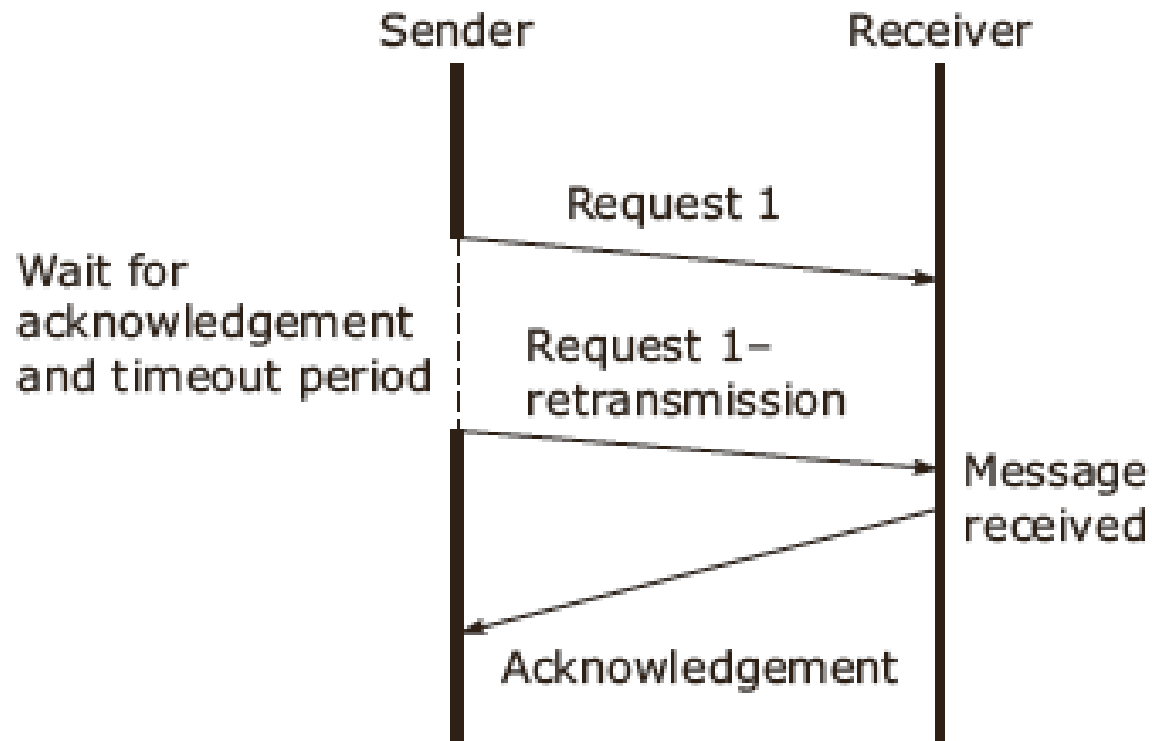 Sender
Receiver
Request 1
Wait for
acknowledgement
and timeout period
Request 1–
retransmission
Message
received
Acknowledgement